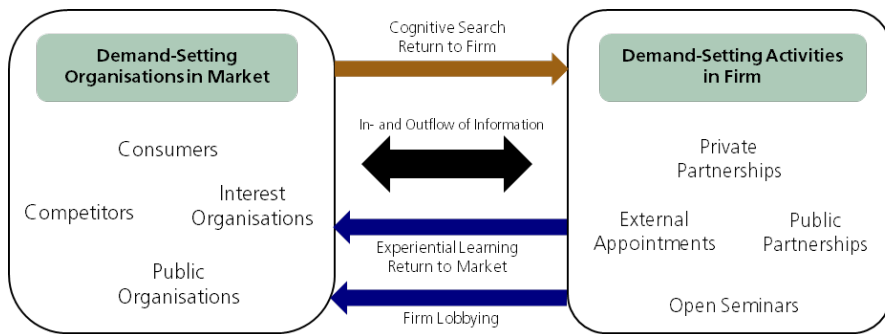 Demand-Setting
Organisations in Market
Consumers
Competitors
Interest
Organisations
Public
Organisations
Cognitive Search
Return to Firm
In- and Outflow of Information
Experiential Learning
Return to Market
Firm Lobbying
Demand-Setting Activities
in Firm
Private
Partnerships
External
Appointments
Public
Partnerships
Open Seminars